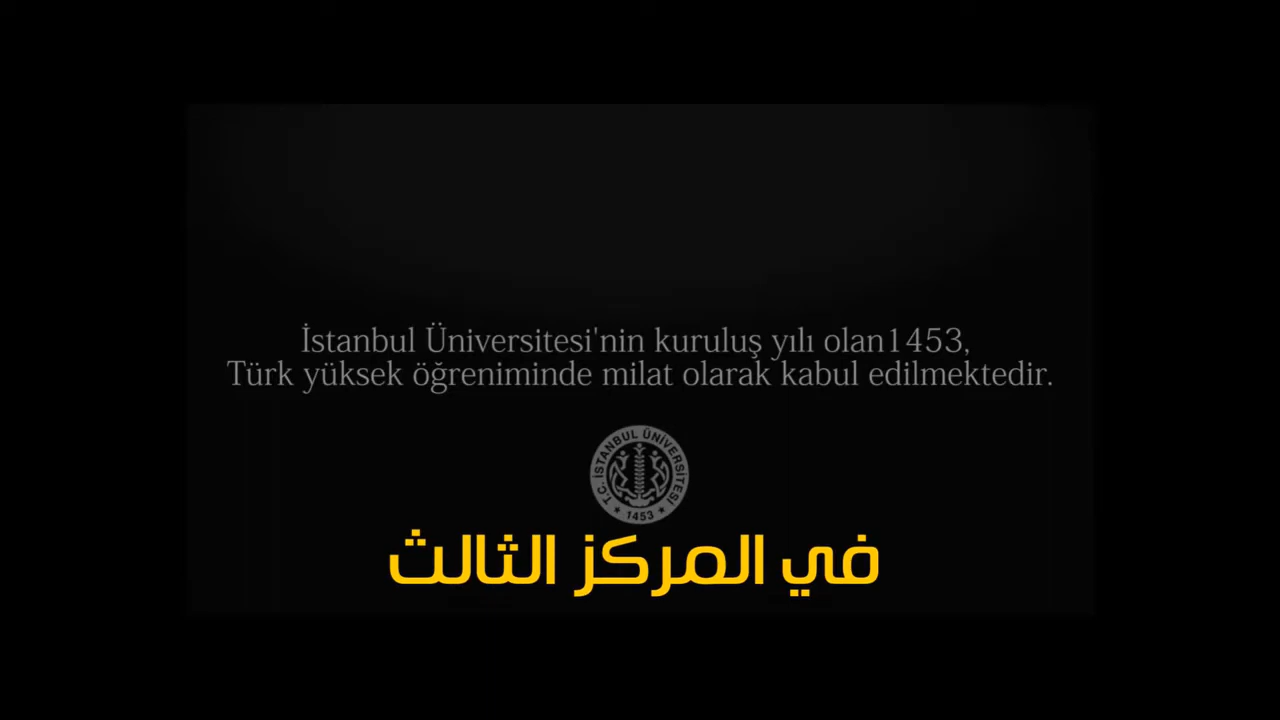 İstanbul Üniversitesi'nin kuruluş yılı olan1453,
Türk yüksek öğreniminde milat olarak kabul edilmektedir.
T.C. İSTANBUL ÜNİVERSİTESİ
★ 1453 ★
في المركز الثالث